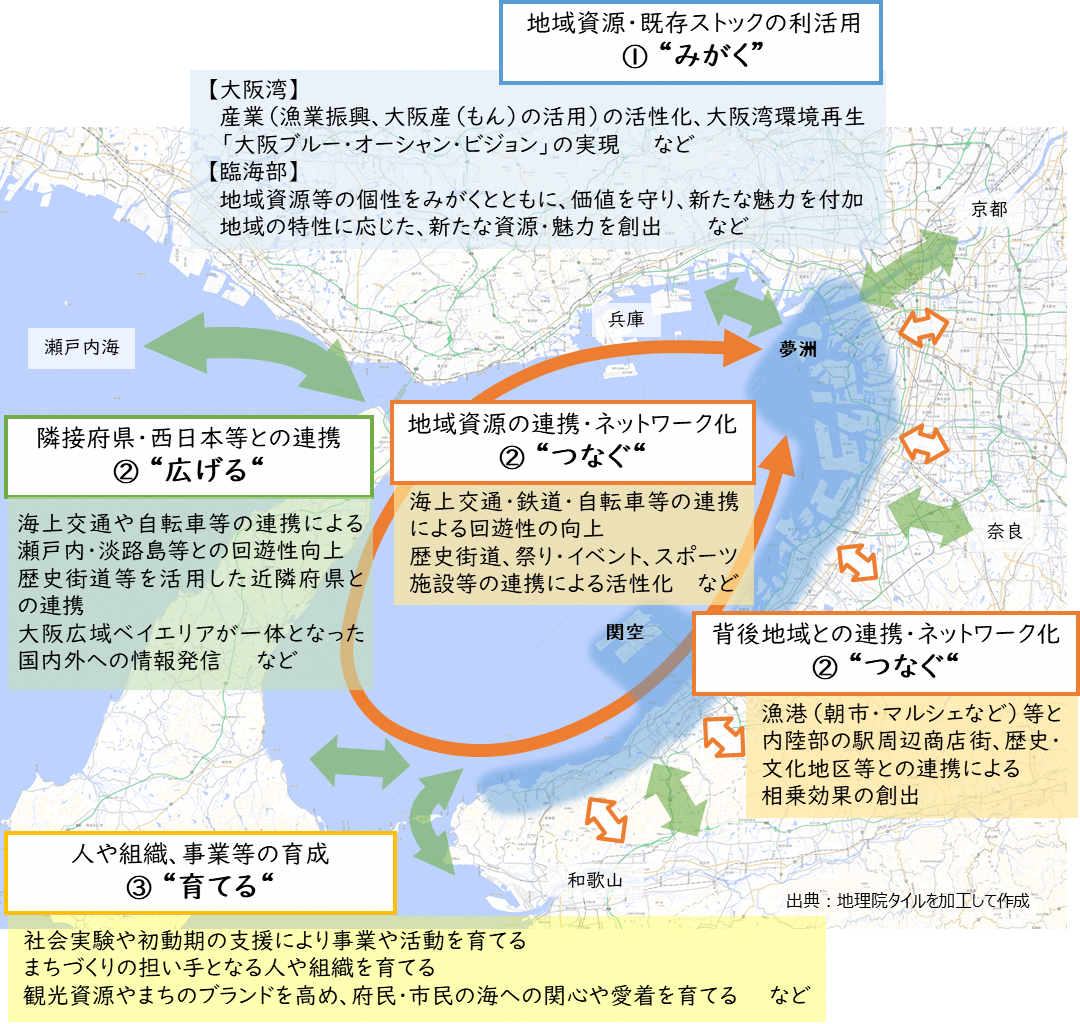 地域資源・既存ストックの利活用
① “みがく”
【大阪湾】
産業（漁業振興、大阪産（もん）の活用）の活性化、大阪湾環境再生
「大阪ブルー・オーシャン・ビジョン」の実現　など
【臨海部】
地域資源等の個性をみがくとともに、価値を守り、新たな魅力を付加
地域の特性に応じた、新たな資源・魅力を創出　など
京都
兵庫
瀬戸内海
夢洲
隣接府県・西日本等との連携
② “広げる“
海上交通や自転車等の連携による
瀬戸内・淡路島等との回遊性向上
歴史街道等を活用した近隣府県と
の連携
大阪広域ベイエリアが一体となった
国内外への情報発信　など
地域資源の連携・ネットワーク化
② “つなぐ“
海上交通・鉄道・自転車等の連携
による回遊性の向上
歴史街道、祭り・イベント、スポーツ
施設等の連携による活性化　など
奈良
関空
背後地域との連携・ネットワーク化
② “つなぐ“
漁港（朝市・マルシェなど）等と
内陸部の駅周辺商店街、歴史・
文化地区等との連携による
相乗効果の創出
人や組織、事業等の育成
③ “育てる“
和歌山
出典：地理院タイルを加工して作成
社会実験や初動期の支援により事業や活動を育てる
まちづくりの担い手となる人や組織を育てる
観光資源やまちのブランドを高め、府民・市民の海への関心や愛着を育てる　など